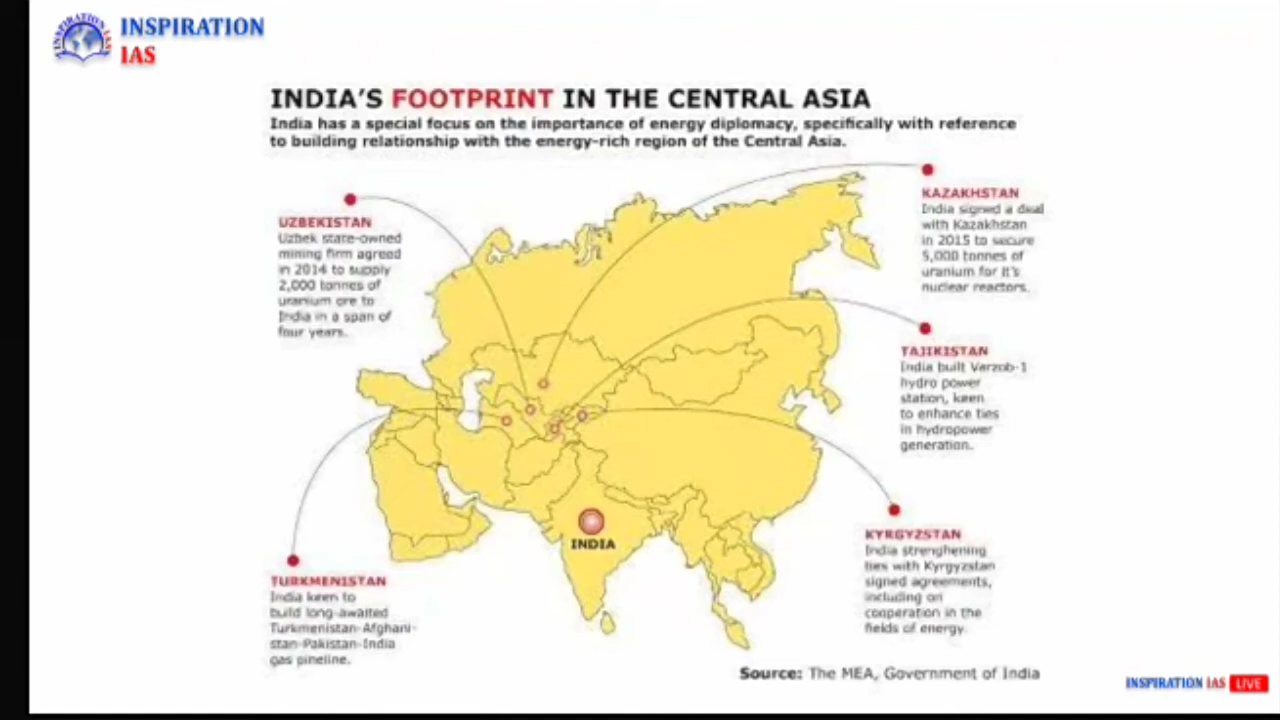 INSPIRATION
IAS
INDIA'S FOOTPRINT IN THE CENTRAL ASIA
India has a special focus on the importance of energy diplomacy, specifically with reference
to building relationship with the energy-rich region of the Central Asia.
UZBEKISTAN
Uzbek state-owned
mining firm agreed
in 2014 to supply
2,000 tonnes of
uranium ore to
India in a span of
four years.
KAZAKHSTAN
India signed a deal
with Kazakhstan
in 2015 to secure
5,000 tonnes of
uranium for it's
nuclear reactors.
TAJIKISTAN
India built Varzob-1
hydro power
station, keen
to enhance ties
in hydropower
generation.
INDIA
KYRGYZSTAN
India strenghening
ties with Kyrgyzstan
signed agreements,
including on
cooperation in the
fields of energy.
TURKMENISTAN
India keen to
build long-awaited
Turkmenistan-Afghani-
stan-Pakistan-India
gas pineline.
Source: The MEA, Government of India
INSPIRATION IAS LIVE